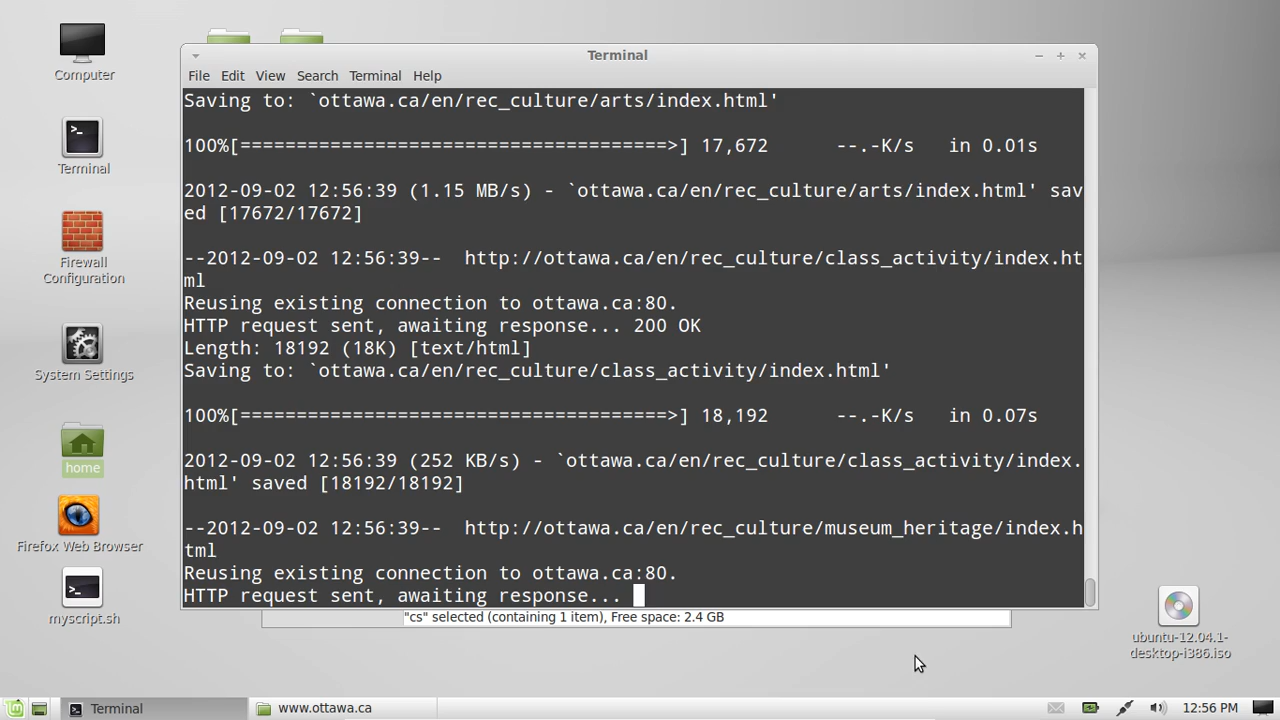 Computer
Terminal
Firewall
Configuration
System Settings
home
Firefox Web Browser
myscript.sh
Terminal
File Edit View Search Terminal Help
Saving to: `ottawa.ca/en/rec_culture/arts/index.html'
100%[======================================>] 17,672 --.-K/s in 0.01s
2012-09-02 12:56:39 (1.15 MB/s) - `ottawa.ca/en/rec_culture/arts/index.html' sav
ed [17672/17672]
--2012-09-02 12:56:39-- http://ottawa.ca/en/rec_culture/class_activity/index.ht
ml
Reusing existing connection to ottawa.ca:80.
HTTP request sent, awaiting response... 200 OK
Length: 18192 (18K) [text/html]
Saving to: `ottawa.ca/en/rec_culture/class_activity/index.html'
100%[======================================>] 18,192 --.-K/s in 0.07s
2012-09-02 12:56:39 (252 KB/s) - `ottawa.ca/en/rec_culture/class_activity/index.
html' saved [18192/18192]
--2012-09-02 12:56:39-- http://ottawa.ca/en/rec_culture/museum_heritage/index.h
tml
Reusing existing connection to ottawa.ca:80.
HTTP request sent, awaiting response...
"cs" selected (containing 1 item), Free space: 2.4 GB
ubuntu-12.04.1-
desktop-i386.iso
Terminal
www.ottawa.ca
12:56 PM